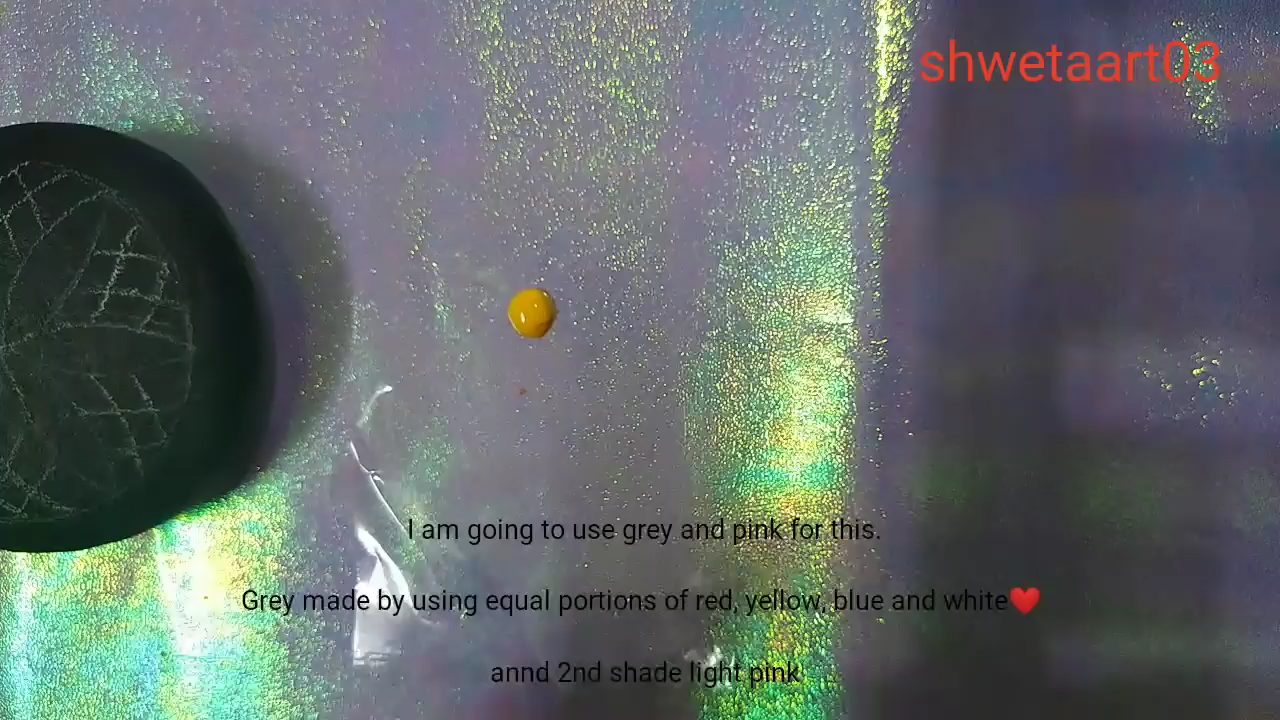 shwetaart03
I am going to use grey and pink for this.
Grey made by using equal portions of red, yellow, blue and white❤️
annd 2nd shade light pink